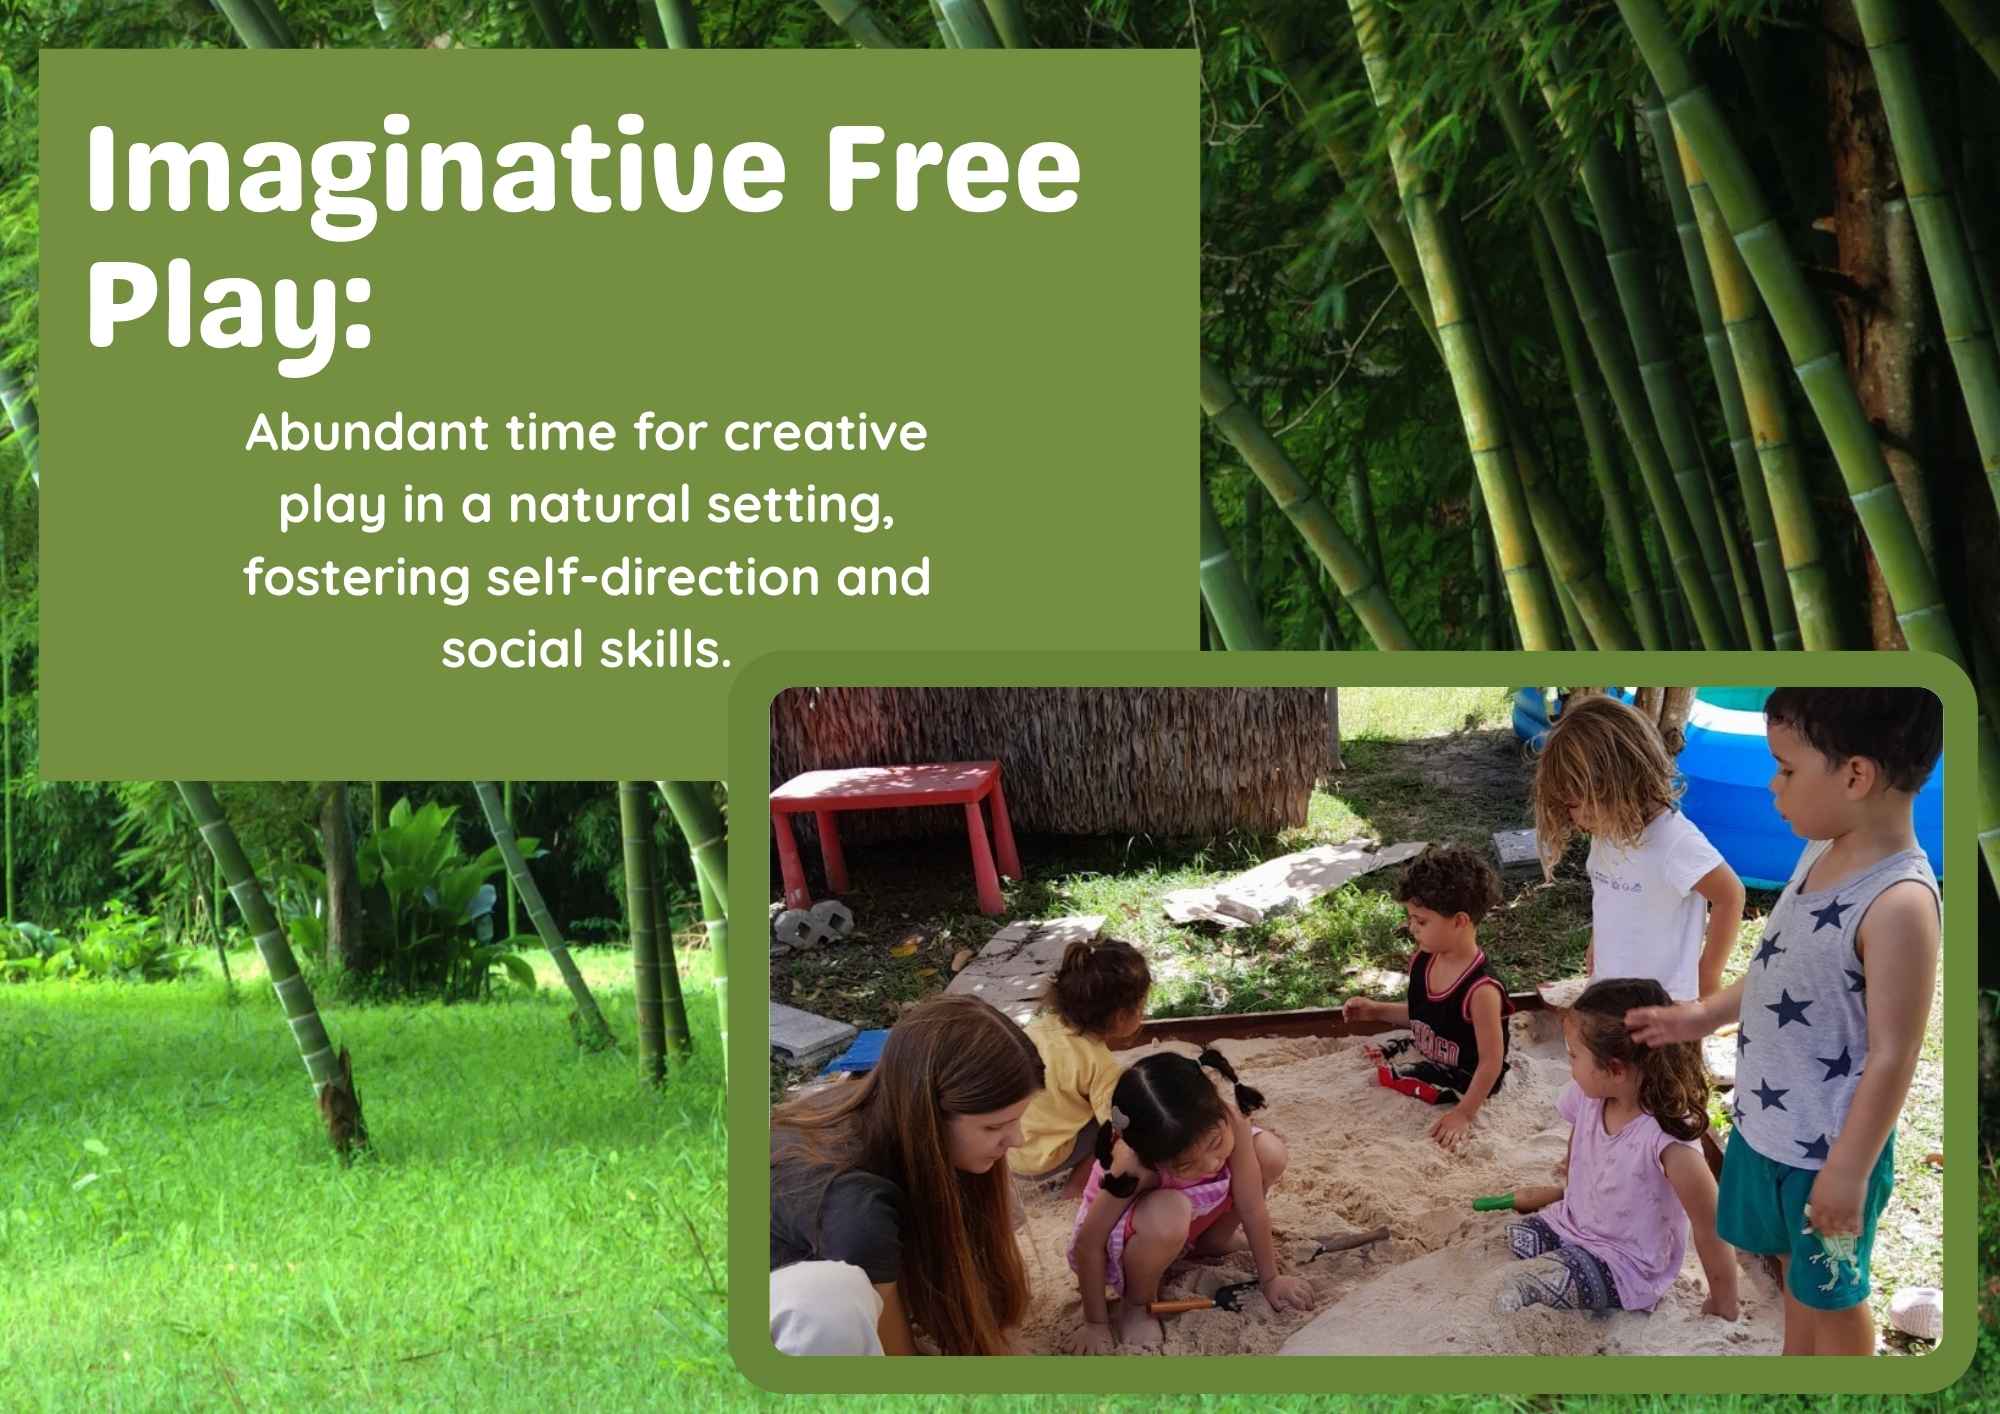 Imaginative Free
Play:
Abundant time for creative
play in a natural setting,
fostering self-direction and
social skills.